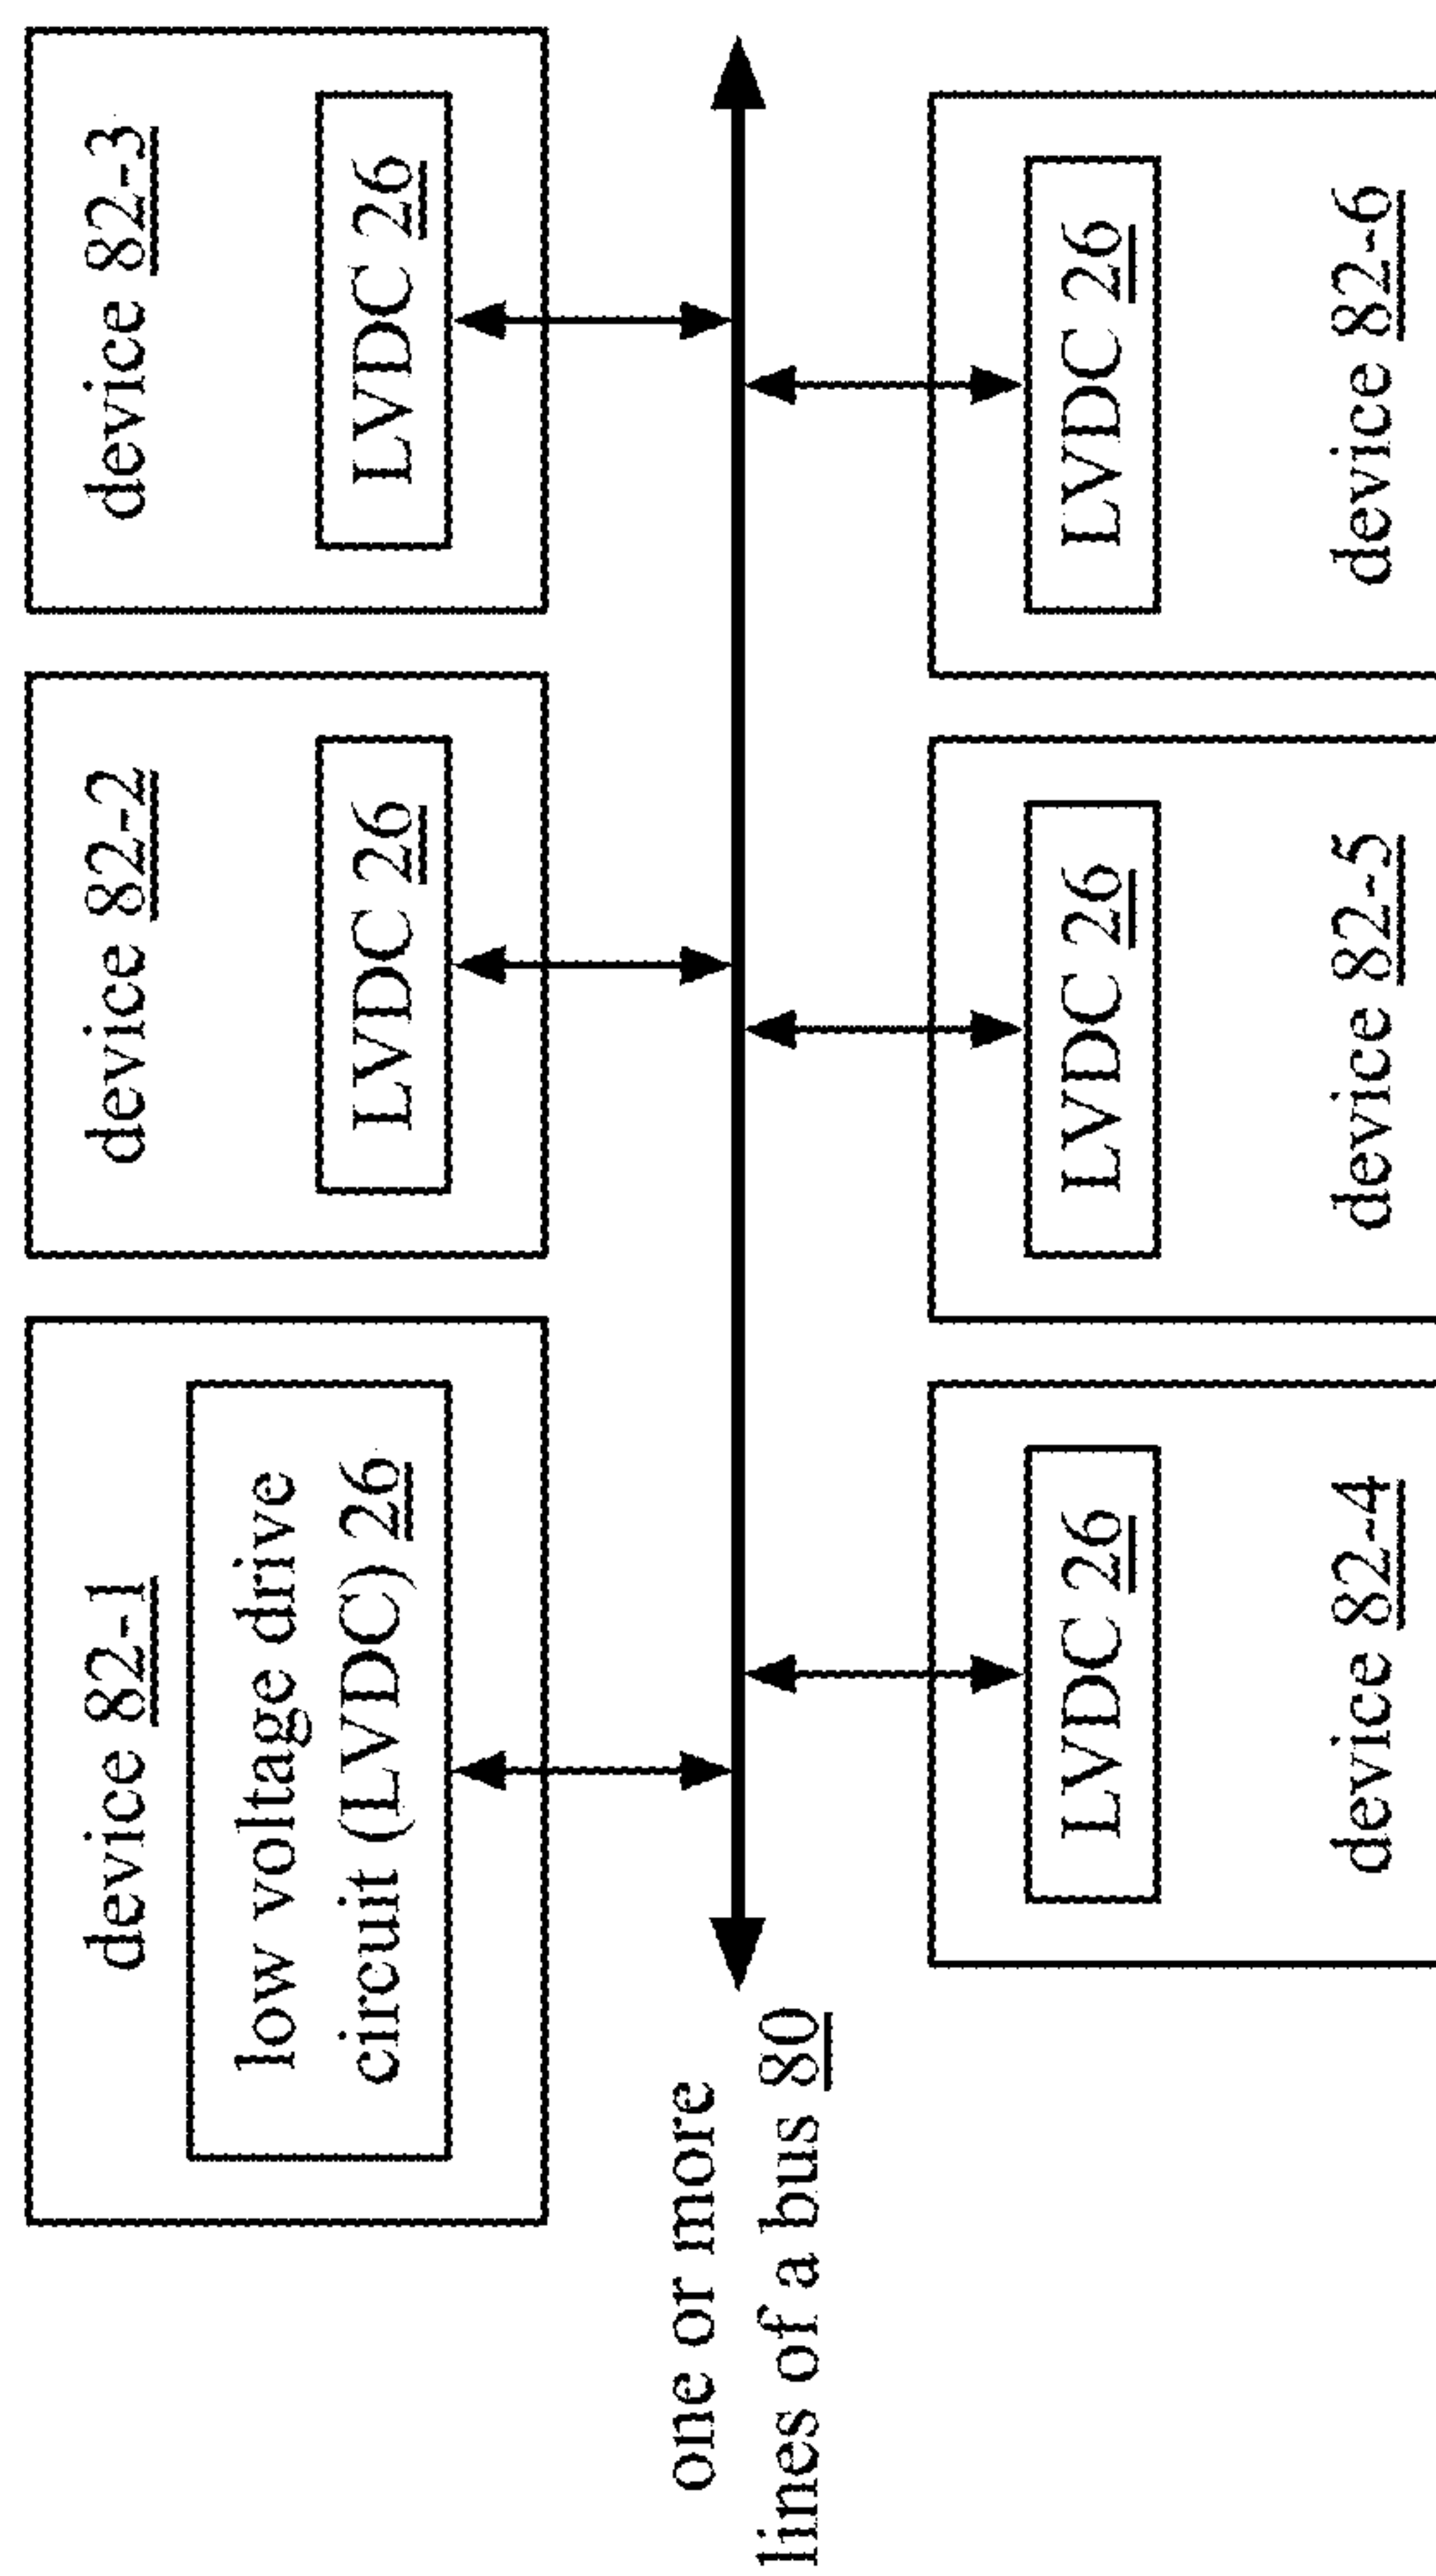 device 82-1
low voltage drive
circuit (LVDC) 26
device 82-2
LVDC 26
device 82-3
LVDC 26
one or more
lines of a bus 80
LVDC 26
device 82-4
LVDC 26
device 82-5
LVDC 26
device 82-6